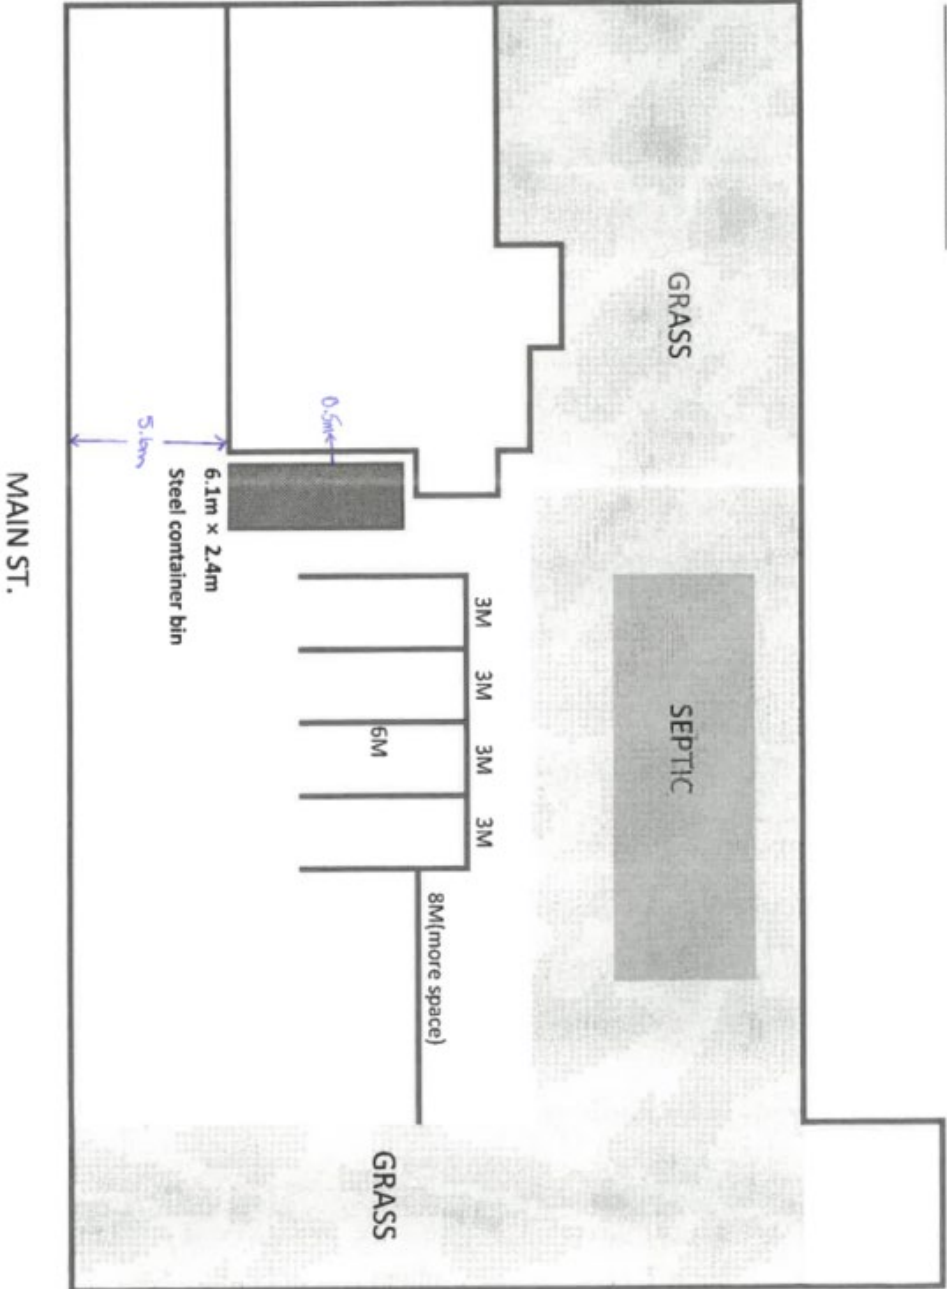 GRASS
0.5m
5.6m
6.1m × 2.4m
Steel container bin
MAIN ST.
3M
3M
3M
3M
6M
SEPTIC
8M(more space)
GRASS